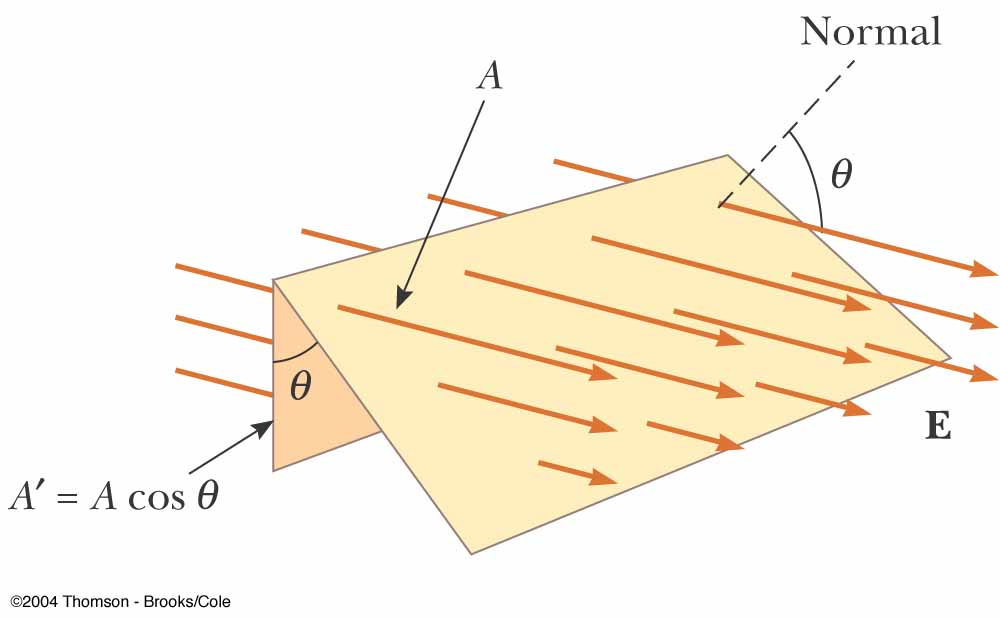 Normal
A
θ
θ
E
A′ = A cos θ
©2004 Thomson - Brooks/Cole